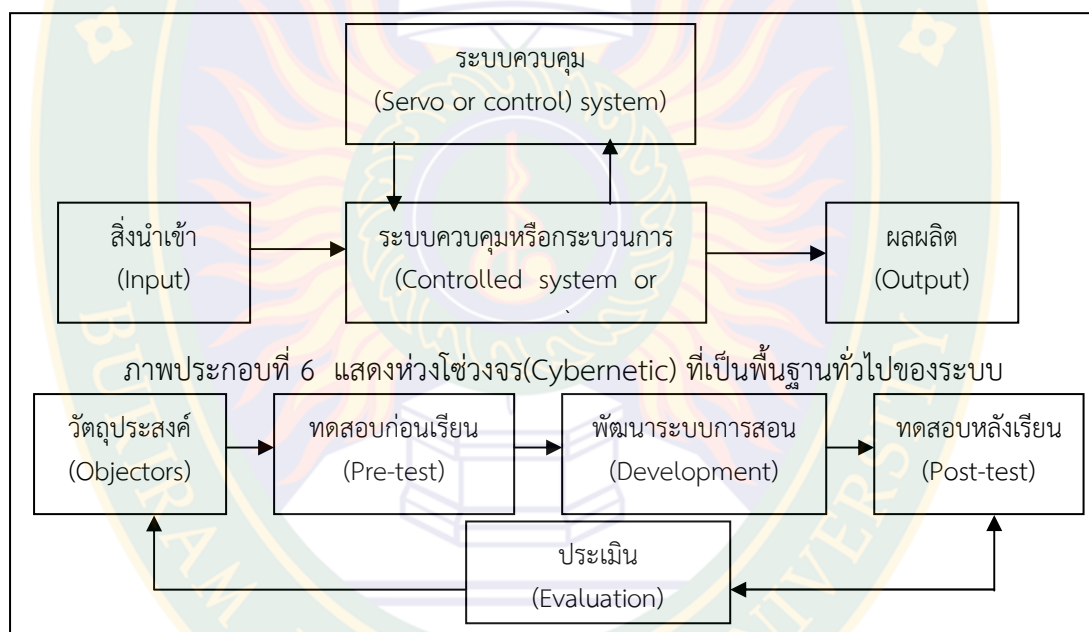 ระบบควบคุม
(Servo or control) system)
สิ่งนำเข้า
(Input)
ระบบควบคุมหรือกระบวนการ
(Controlled system or
ผลผลิต
(Output)
ภาพประกอบที่ 6 แสดงห่วงโซ่วงจร(Cybernetic) ที่เป็นพื้นฐานทั่วไปของระบบ
วัตถุประสงค์
(Objectors)
ทดสอบก่อนเรียน
(Pre-test)
พัฒนาระบบการสอน
(Development)
ทดสอบหลังเรียน
(Post-test)
ประเมิน
(Evaluation)
BURIRAM
UNIVERSITY